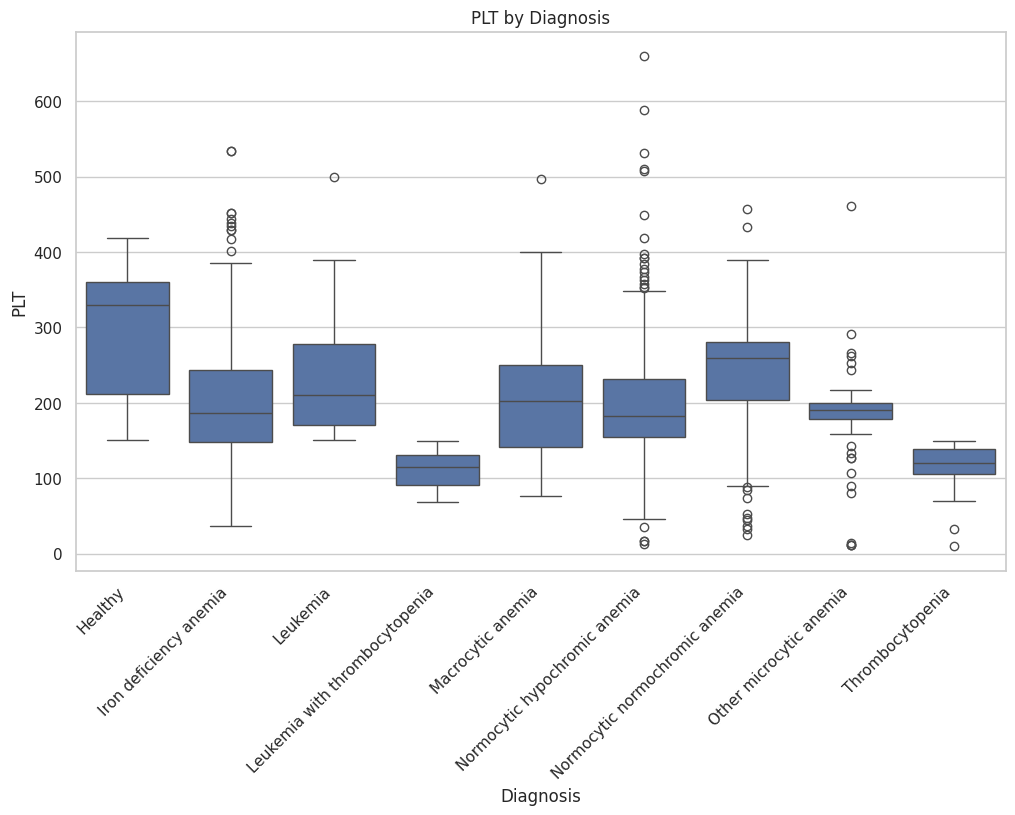 PLT by Diagnosis
PLT
600
500
400
300
200
100
0
Healthy
Iron deficiency anemia
Leukemia
Leukemia with thrombocytopenia
Macrocytic anemia
Normocytic hypochromic anemia
Normocytic normochromic anemia
Other microcytic anemia
Thrombocytopenia
Diagnosis